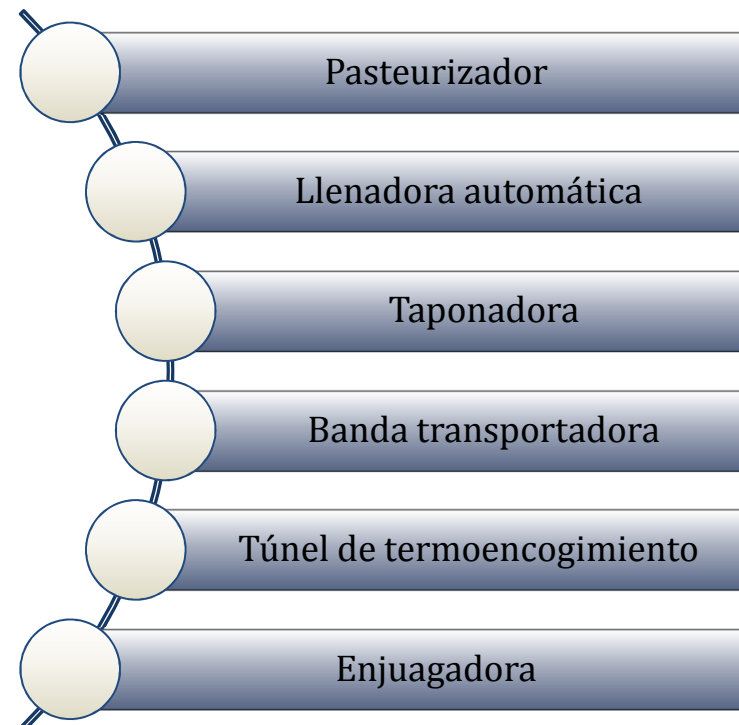 Pasteurizador
Llenadora automática
Taponadora
Banda transportadora
Túnel de termoencogimiento
Enjuagadora